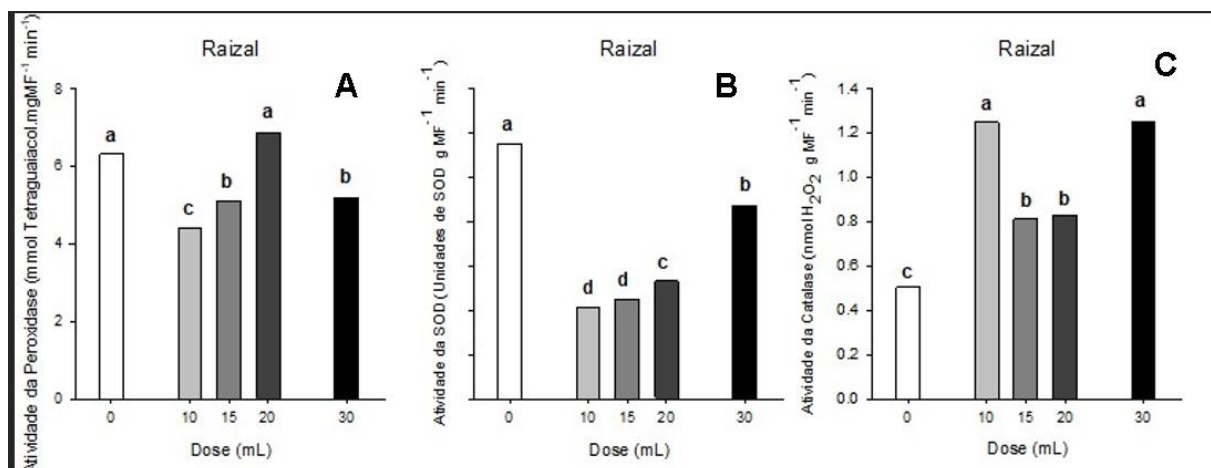 Raizal
A
Atividade da Peroxidase (mmol Tetraguaiacol.mgMF⁻¹ min⁻¹)
8
6
4
2
0
a
c
b
a
b
0 10 15 20 30
Dose (mL)
Raizal
B
Atividade da SOD (Unidades de SOD g MF⁻¹ min⁻¹)
a
d
d
c
b
0 10 15 20 30
Dose (mL)
Raizal
C
Atividade da Catalase (nmol H₂O₂ g MF⁻¹ min⁻¹)
1.4
1.2
1.0
0.8
0.6
0.4
0.2
0.0
c
a
b
b
a
0 10 15 20 30
Dose (mL)